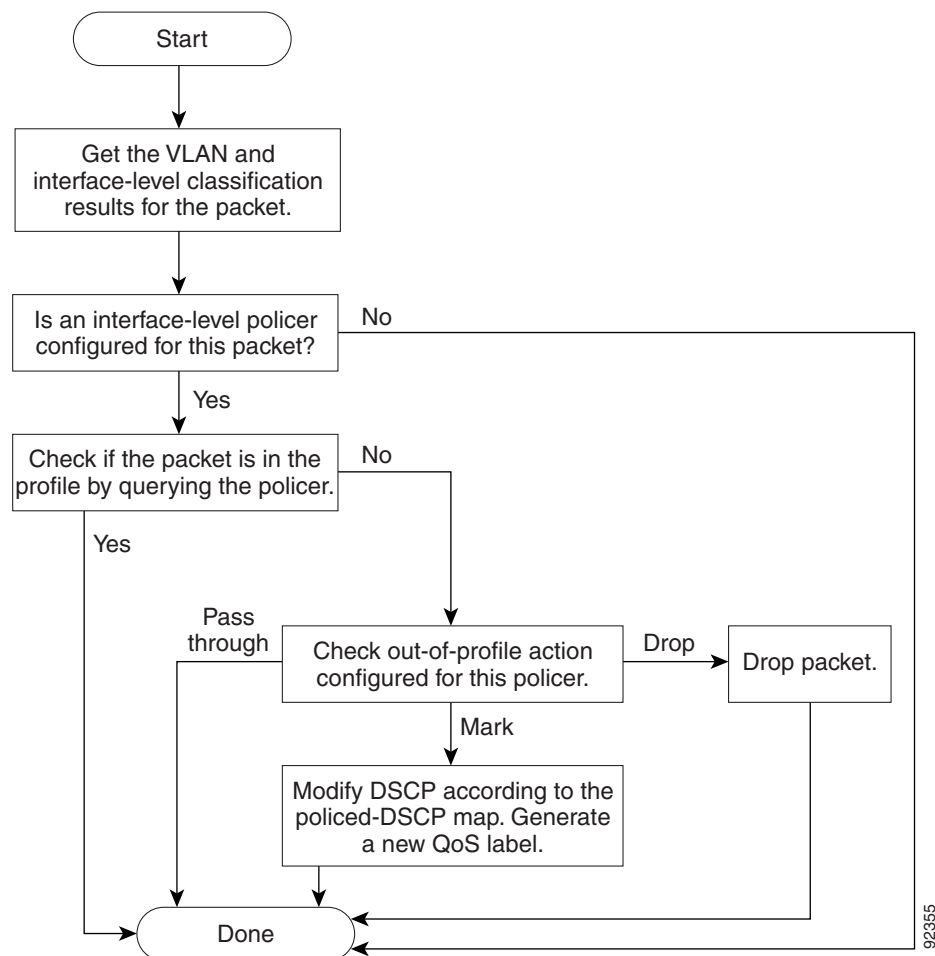 Start
Get the VLAN and
interface-level classification
results for the packet.
Is an interface-level policer
configured for this packet?
No
Yes
Check if the packet is in the
profile by querying the policer.
No
Yes
Pass
through
Check out-of-profile action
configured for this policer.
Drop
Drop packet.
Mark
Modify DSCP according to the
policed-DSCP map. Generate
a new QoS label.
Done
92355